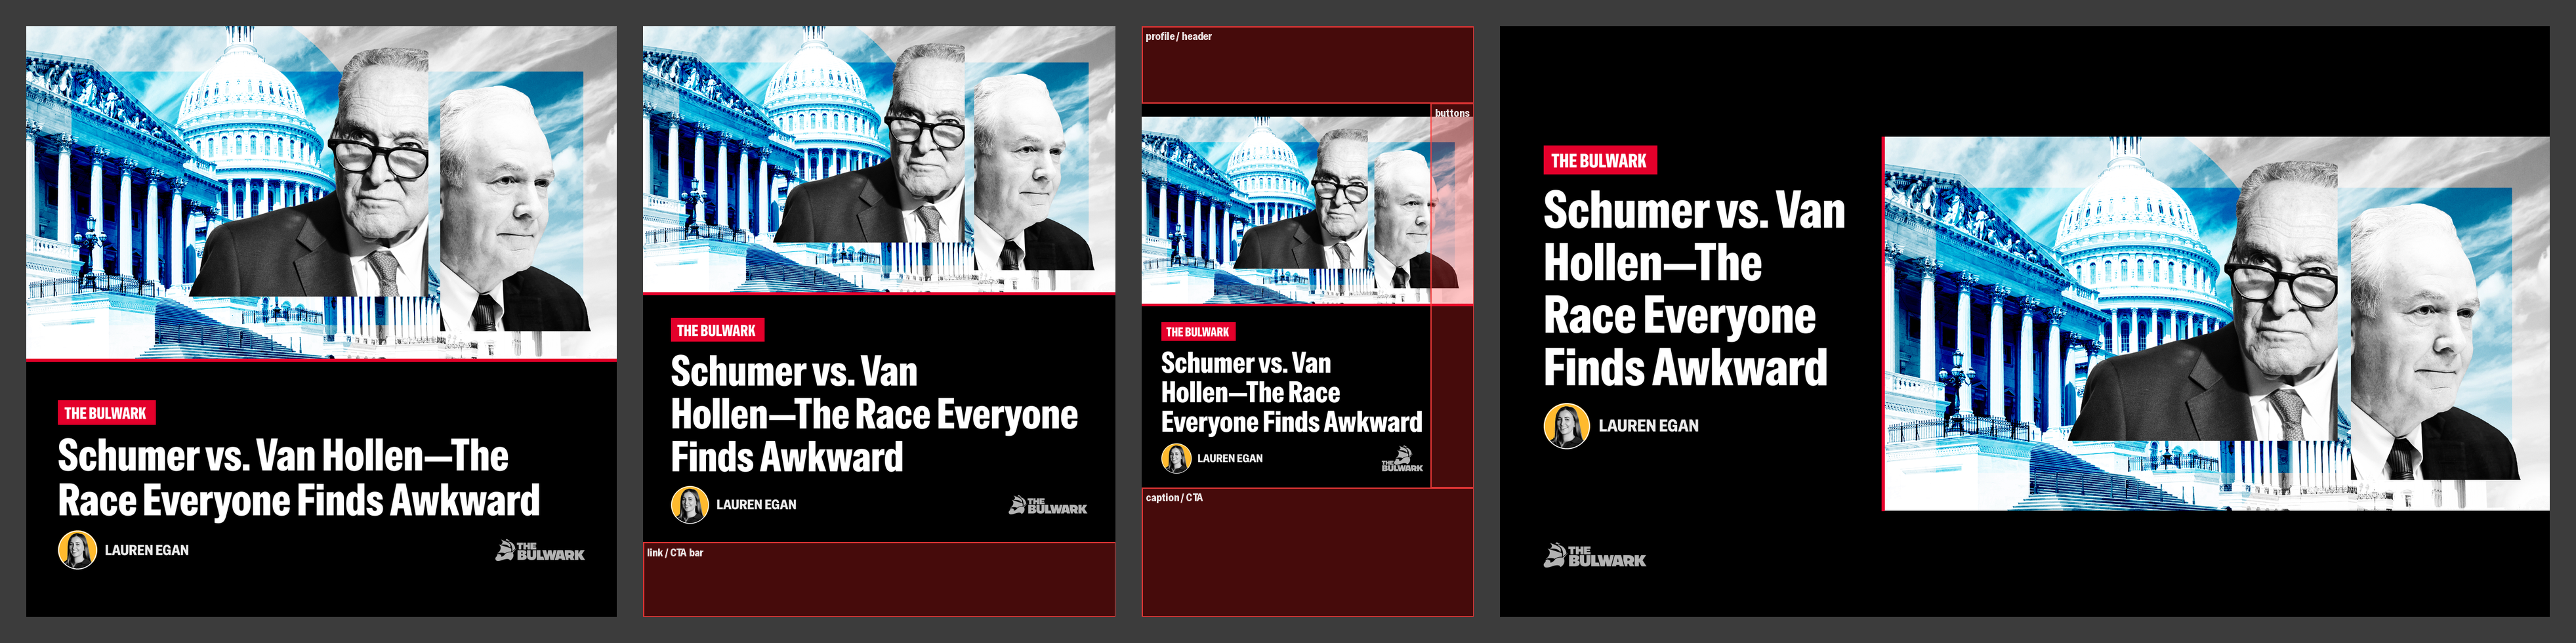 THE BULWARK
Schumer vs. Van Hollen—The
Race Everyone Finds Awkward
LAUREN EGAN
THE
BULWARK
THE BULWARK
Schumer vs. Van
Hollen—The Race Everyone
Finds Awkward
LAUREN EGAN
THE
BULWARK
link / CTA bar
profile / header
buttons
THE BULWARK
Schumer vs. Van
Hollen—The Race
Everyone Finds Awkward
LAUREN EGAN
THE
BULWARK
caption / CTA
THE BULWARK
Schumer vs. Van
Hollen—The
Race Everyone
Finds Awkward
LAUREN EGAN
THE
BULWARK